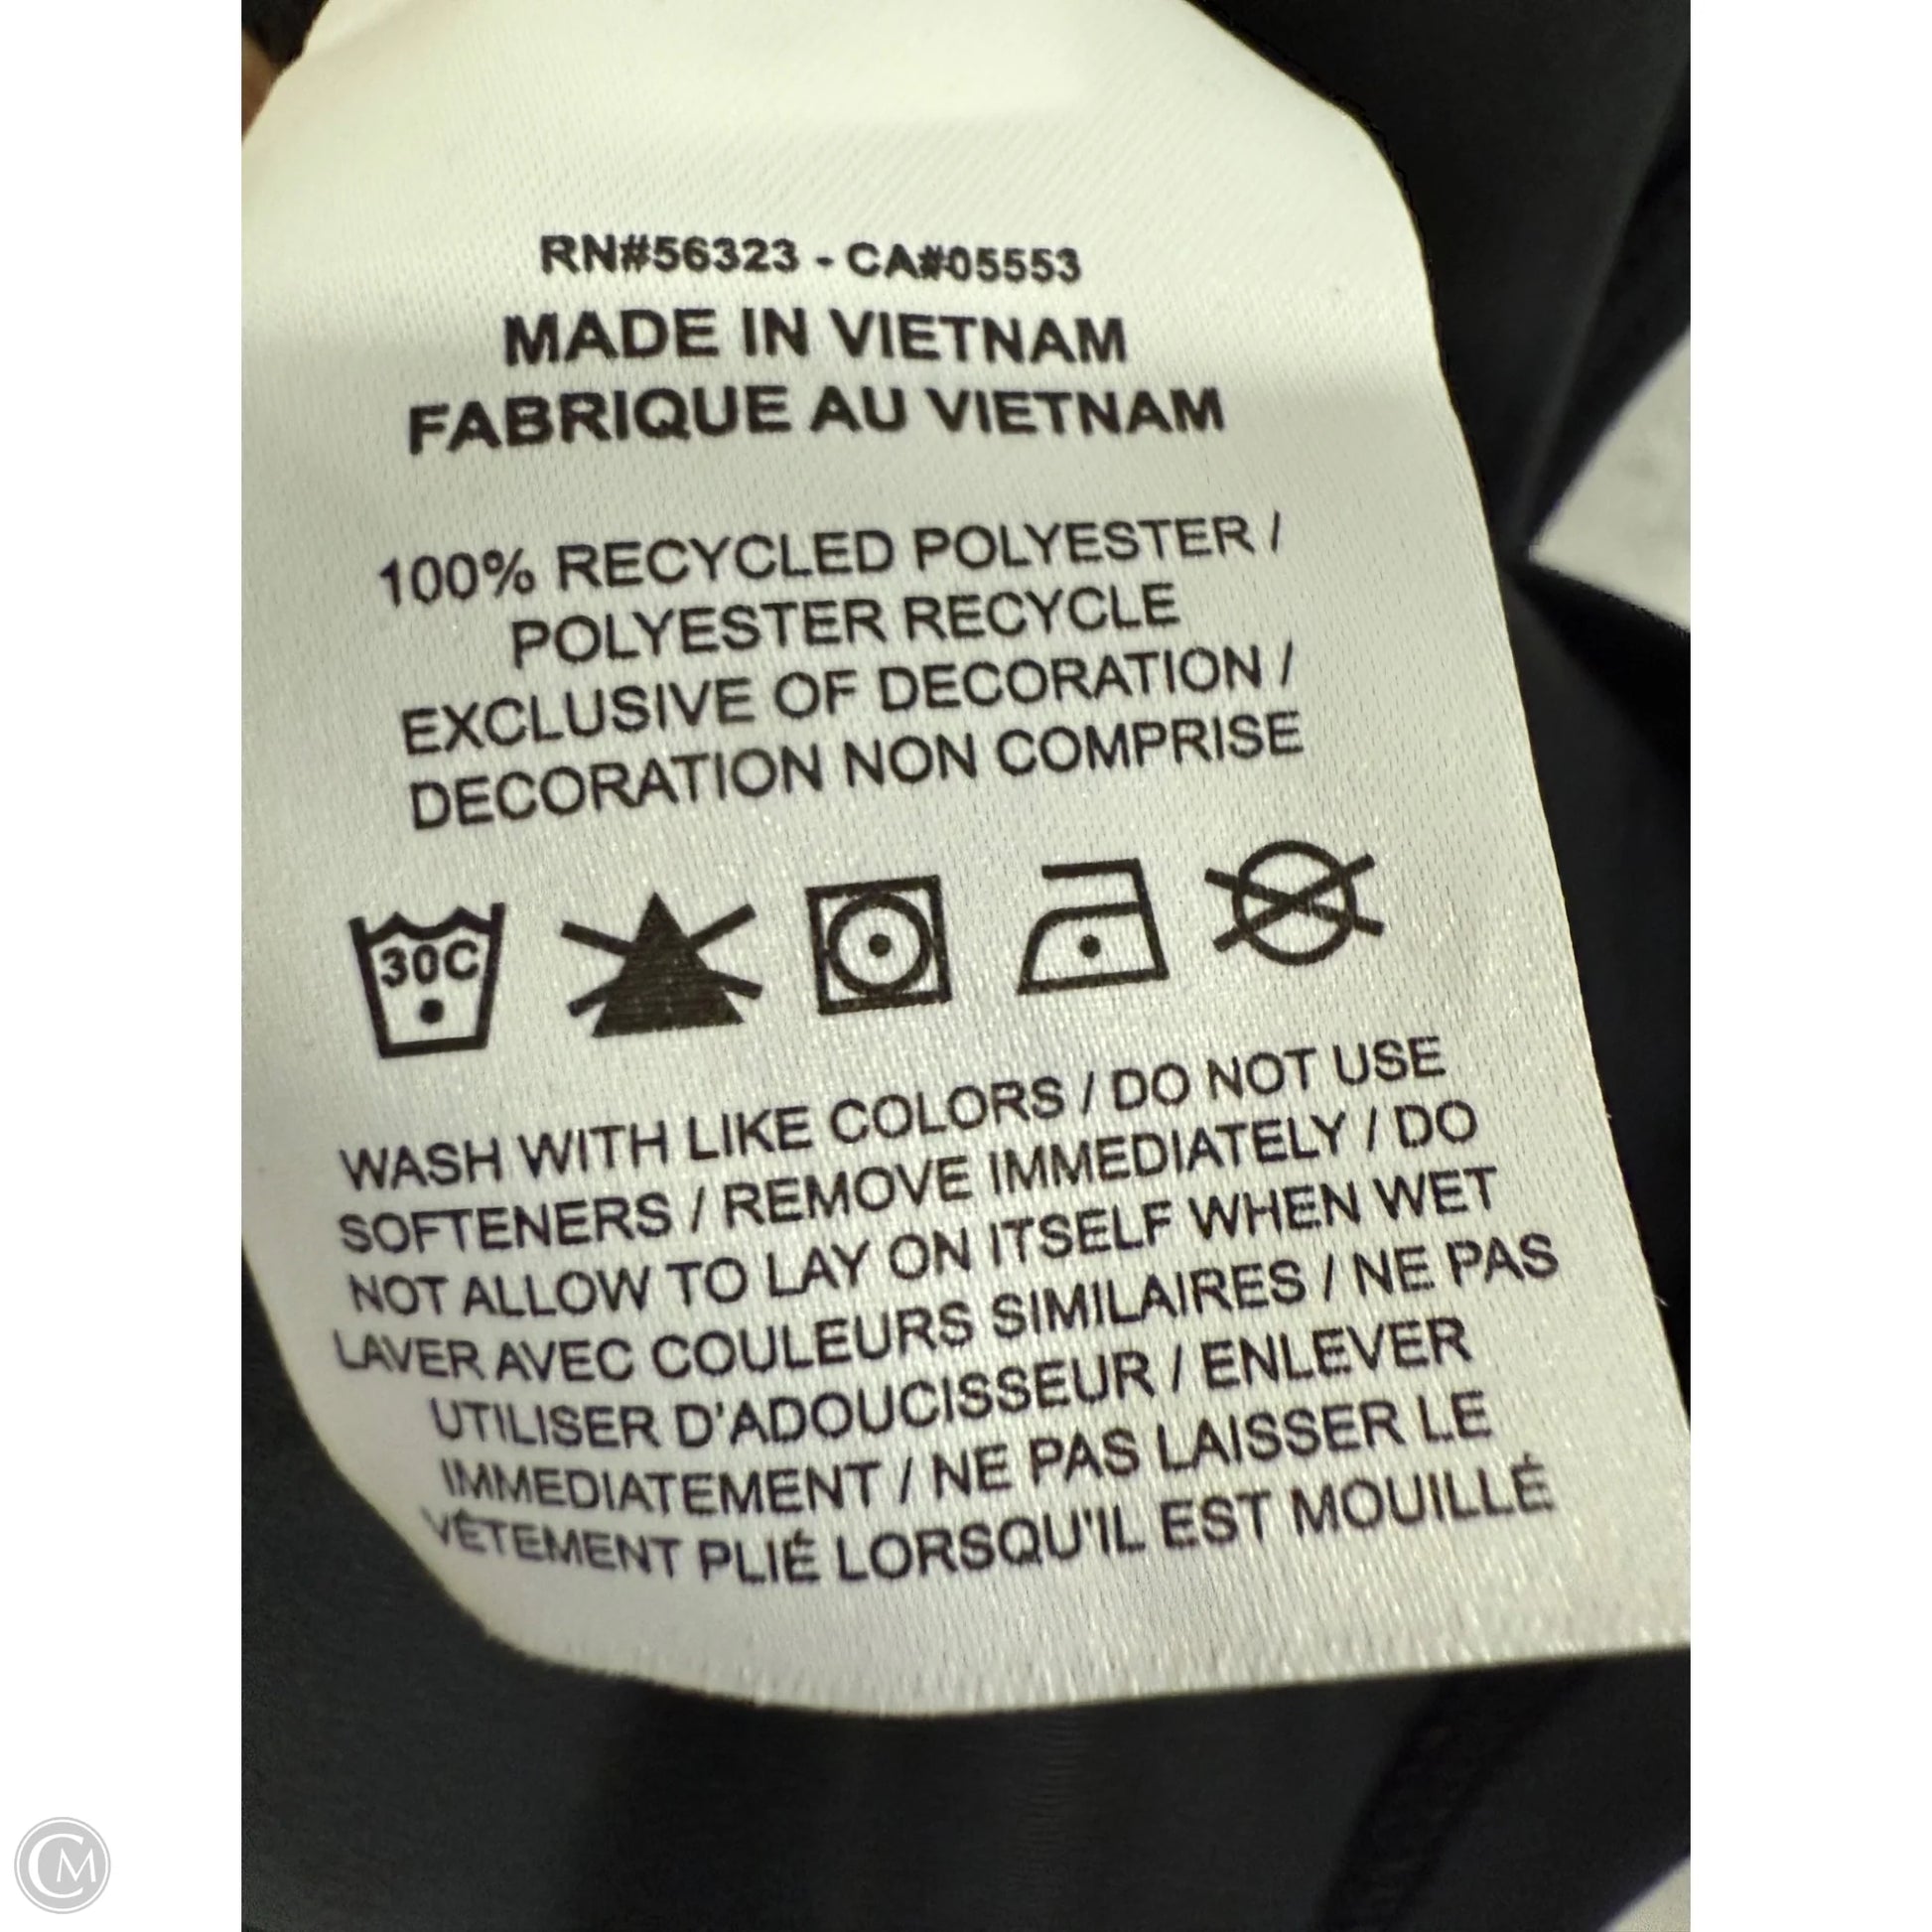 RN#56323 - CA#05553
MADE IN VIETNAM
FABRIQUE AU VIETNAM
100% RECYCLED POLYESTER /
POLYESTER RECYCLE
EXCLUSIVE OF DECORATION /
DECORATION NON COMPRISE
30C
WASH WITH LIKE COLORS / DO NOT USE
SOFTENERS / REMOVE IMMEDIATELY / DO
NOT ALLOW TO LAY ON ITSELF WHEN WET
LAVER AVEC COULEURS SIMILAIRES / NE PAS
UTILISER D'ADOUCISSEUR / ENLEVER
IMMEDIATEMENT / NE PAS LAISSER LE
VÊTEMENT PLIÉ LORSQU'IL EST MOUILLÉ
CM